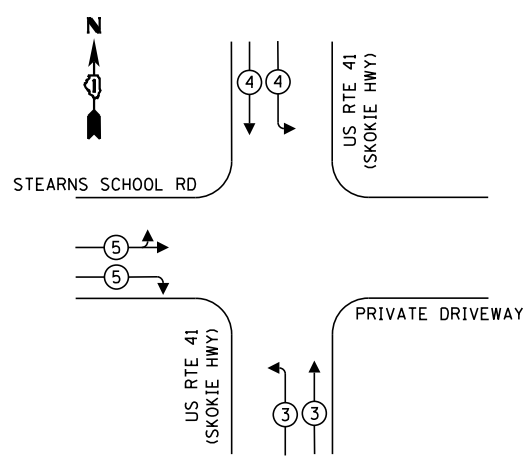 N
1
4 4
US RTE 41
(SKOKIE HWY)
STEARNS SCHOOL RD
5
5
PRIVATE DRIVEWAY
US RTE 41
(SKOKIE HWY)
3 3